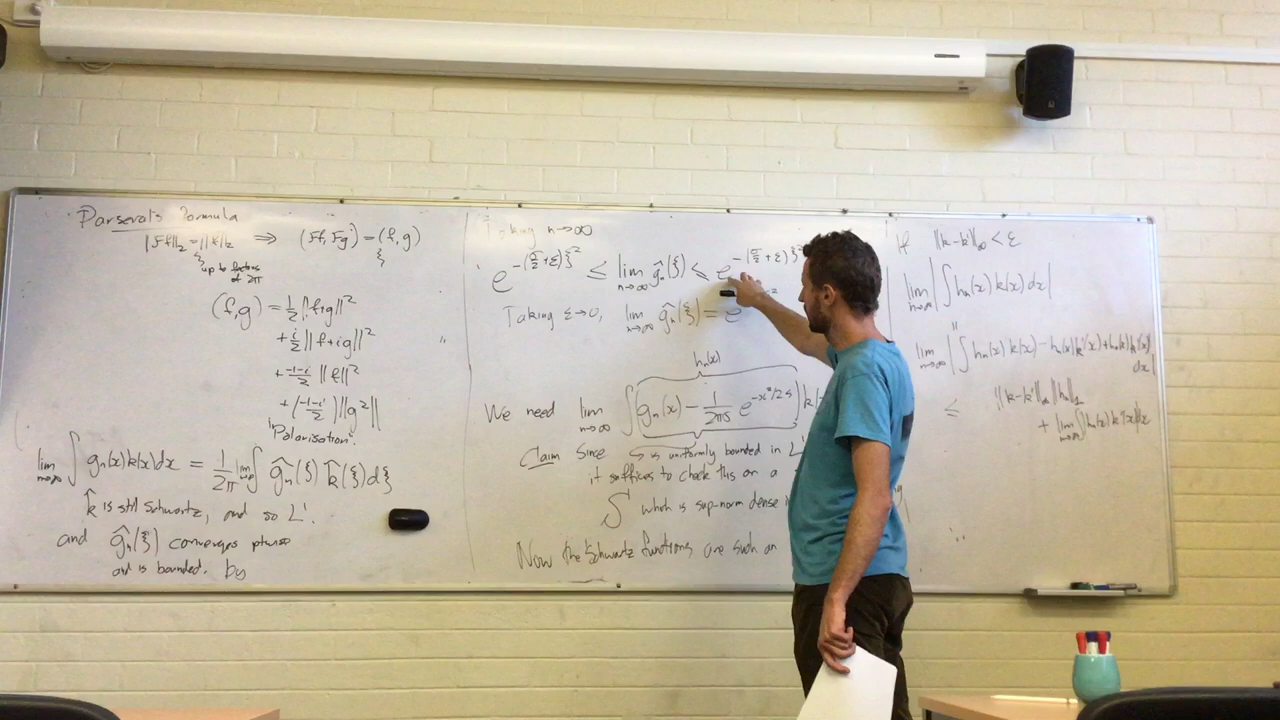 Parseval's Formula
‖Ff‖₂ = ‖f‖₂ ⟹ (Ff, Fg) = (f, g)
up to factors
of 2π
(f,g) = 1/2 ‖f+g‖²
+ i/2 ‖f+ig‖²
+ -1-i/2 ‖f‖²
+ (-1-i/2) ‖g²‖
"Polarisation".
lim n→∞ ∫ gₙ(x)k(x)dx = 1/2π lim n→∞ ∫ ĝₙ(ξ) k̂(ξ)dξ
k̂ is still Schwartz, and so L¹.
and ĝₙ(ξ) converges ptwise
and is bounded. by
Taking n→∞
e^-(σ/2+ε)ξ² ≤ lim n→∞ ĝₙ(ξ) ≤ e^-(σ/2+ε)ξ²
Taking ε→0, lim n→∞ ĝₙ(ξ) = e
hₙ(x)
We need lim n→∞ ∫ (gₙ(x) - 1/2πs e^-x²/2s) k(
Claim Since is uniformly bounded in L
it suffices to check this on a
S which is sup-norm dense
Now the Schwartz functions are such an
If ‖k-k'‖∞ < ε
lim n→∞ |∫ hₙ(x) k(x) dx|
"
lim n→∞ |∫ hₙ(x) k(x) - hₙ(x) k'(x) + hₙ(x) k'(x) dx|
≤ ‖k-k'‖∞ ‖hₙ‖₁
+ lim n→∞ ∫ hₙ(x) k'(x) dx